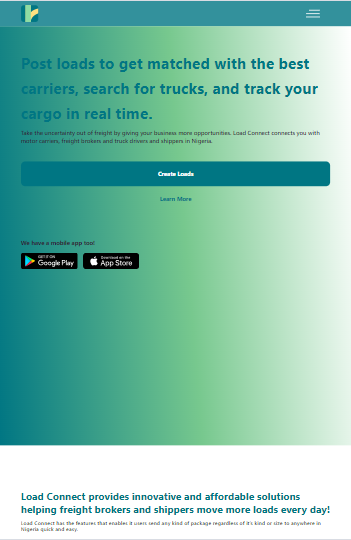 Post loads to get matched with the best
carriers, search for trucks, and track your
cargo in real time.
Take the uncertainty out of freight by giving your business more opportunities. Load Connect connects you with
motor carriers, freight brokers and truck drivers and shippers in Nigeria.
Create Loads
Learn More
We have a mobile app too!
GET IT ON
Google Play
Download on the
App Store
Load Connect provides innovative and affordable solutions
helping freight brokers and shippers move more loads every day!
Load Connect has the features that enables it users send any kind of package regardless of it's kind or size to anywhere in
Nigeria quick and easy.